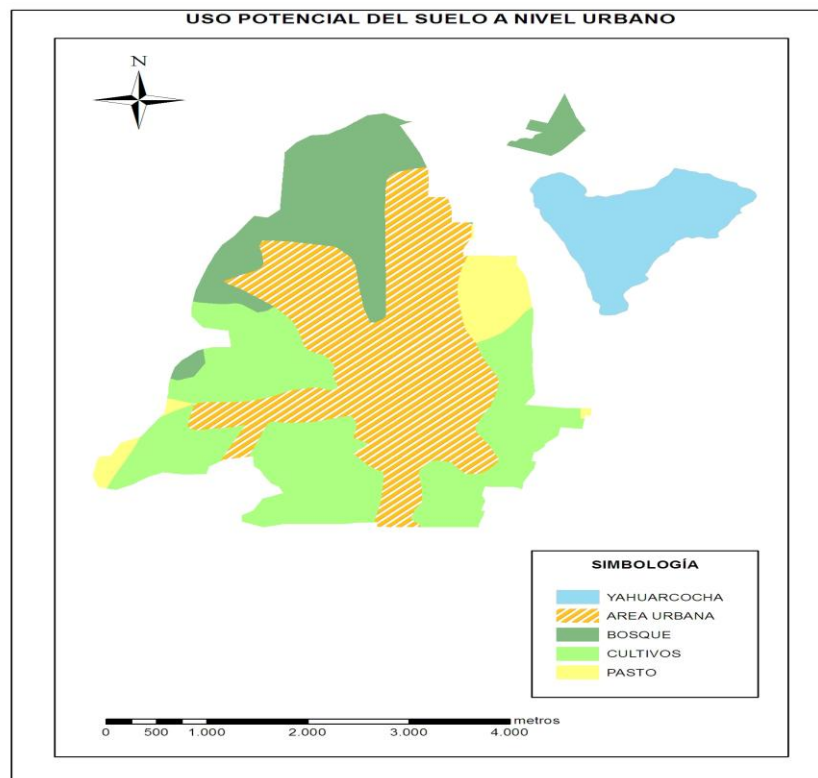 USO POTENCIAL DEL SUELO A NIVEL URBANO
N
SIMBOLOGÍA
YAHUARCOCHA
AREA URBANA
BOSQUE
CULTIVOS
PASTO
metros
0 500 1.000 2.000 3.000 4.000